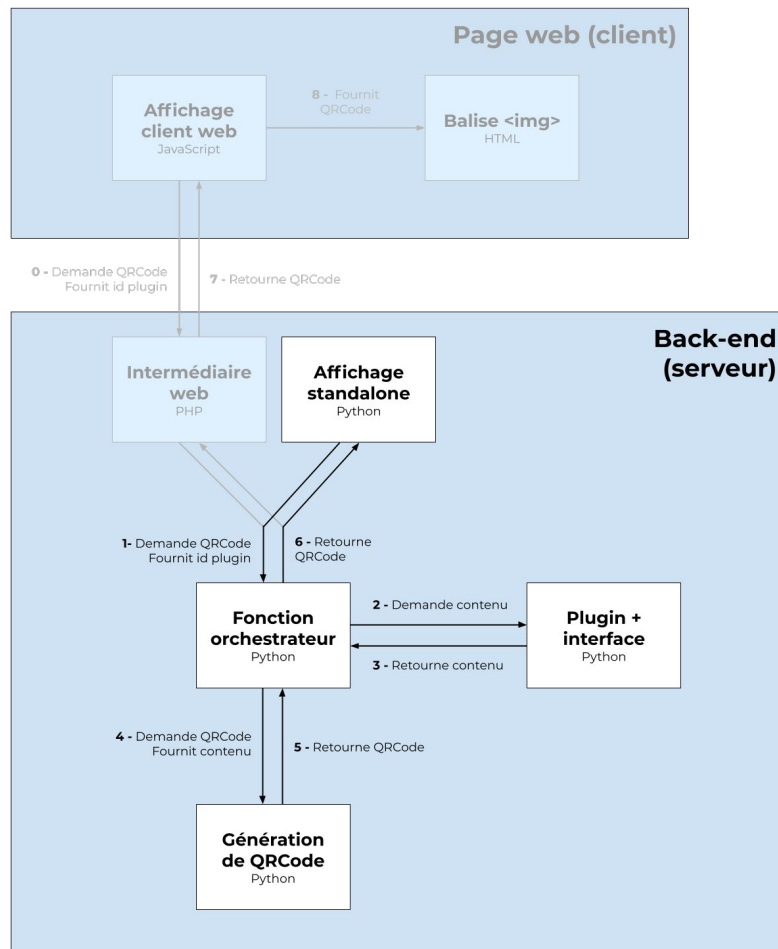 Page web (client)
Affichage
client web
JavaScript
8 - Fournit
QRCode
Balise <img>
HTML
0 - Demande QRCode
Fournit id plugin
7 - Retourne QRCode
Back-end
(serveur)
Intermédiaire
web
PHP
Affichage
standalone
Python
1- Demande QRCode
Fournit id plugin
6 - Retourne
QRCode
Fonction
orchestrateur
Python
2 - Demande contenu
3 - Retourne contenu
Plugin +
interface
Python
4 - Demande QRCode
Fournit contenu
5 - Retourne QRCode
Génération
de QRCode
Python